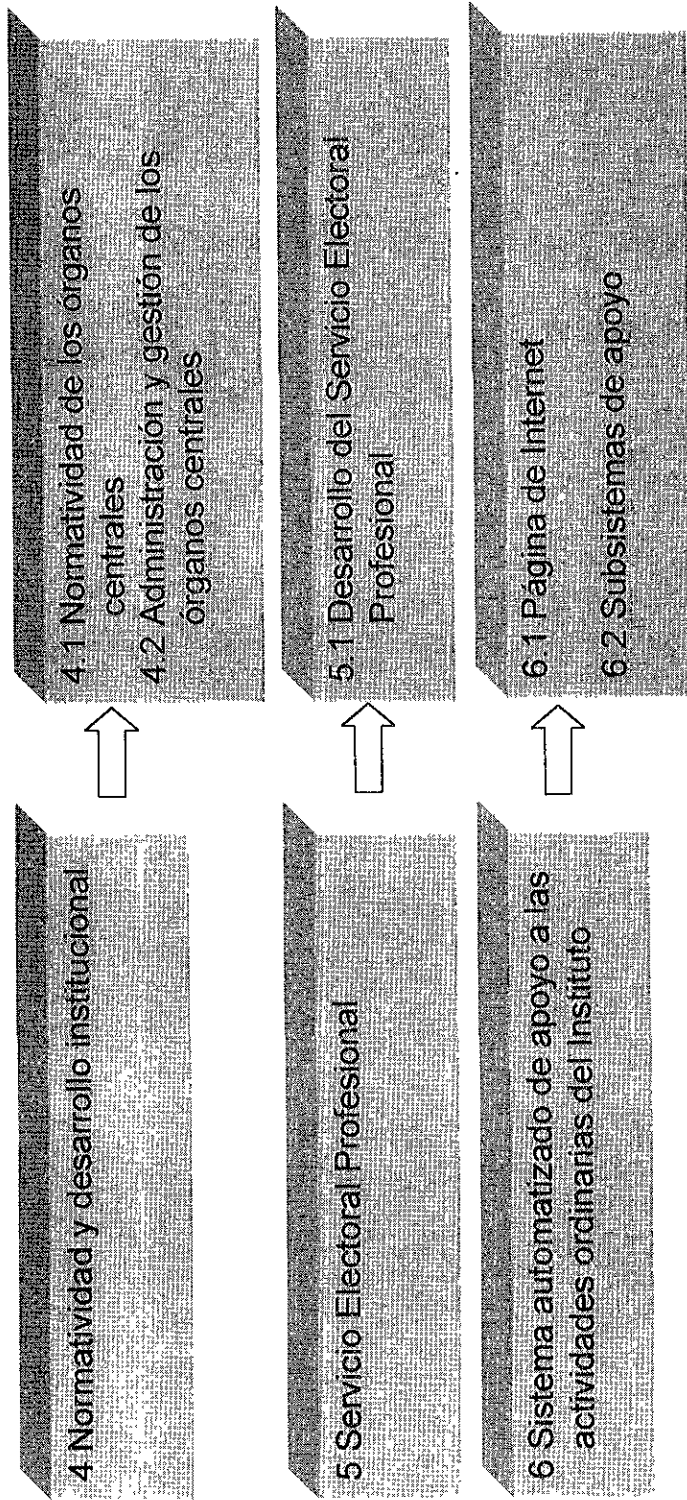 4 Normatividad y desarrollo institucional
4.1 Normatividad de los órganos
centrales
4.2 Administración y gestión de los
órganos centrales
5 Servicio Electoral Profesional
5.1 Desarrollo del Servicio Electoral
Profesional
6 Sistema automatizado de apoyo a las
actividades ordinarias del Instituto
6.1 Página de Internet
6.2 Subsistemas de apoyo